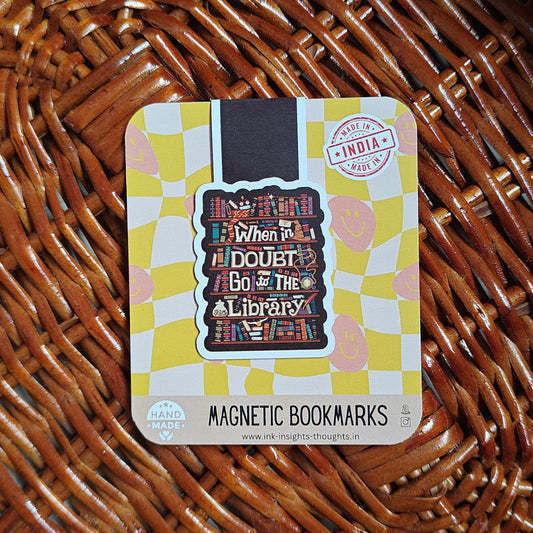 MADE IN
INDIA
MADE IN
When in
DOUBT
Go to THE
Library
HAND
MADE
MAGNETIC BOOKMARKS
www.ink-insights-thoughts.in